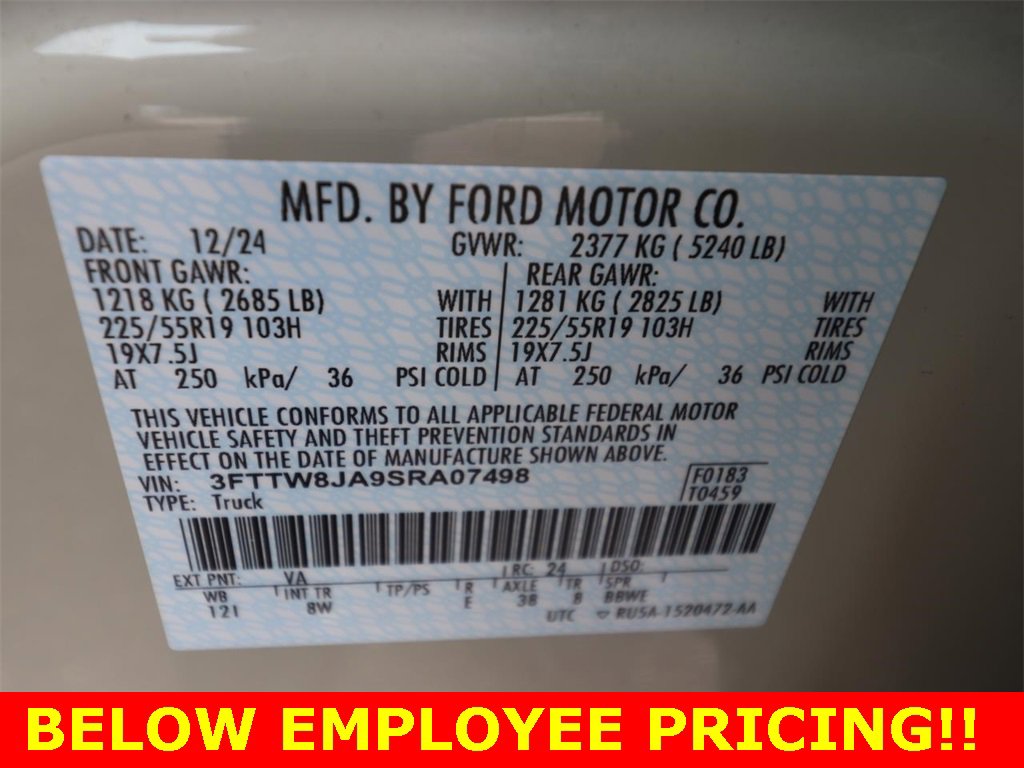 MFD. BY FORD MOTOR CO.
DATE: 12/24 GVWR: 2377 KG ( 5240 LB)
FRONT GAWR: REAR GAWR:
1218 KG ( 2685 LB) WITH 1281 KG ( 2825 LB) WITH
225/55R19 103H TIRES 225/55R19 103H TIRES
19X7.5J RIMS 19X7.5J RIMS
AT 250 kPa/ 36 PSI COLD AT 250 kPa/ 36 PSI COLD
THIS VEHICLE CONFORMS TO ALL APPLICABLE FEDERAL MOTOR
VEHICLE SAFETY AND THEFT PREVENTION STANDARDS IN
EFFECT ON THE DATE OF MANUFACTURE SHOWN ABOVE.
VIN: 3FTTW8JA9SRA07498 F0183
TYPE: Truck T0459
EXT PNT: VA RC: 24 DSO:
WB INT TR TP/PS R AXLE TR SPR
121 8W E 38 8 BBWE
UTC RU5A-1520472-AA
BELOW EMPLOYEE PRICING!!